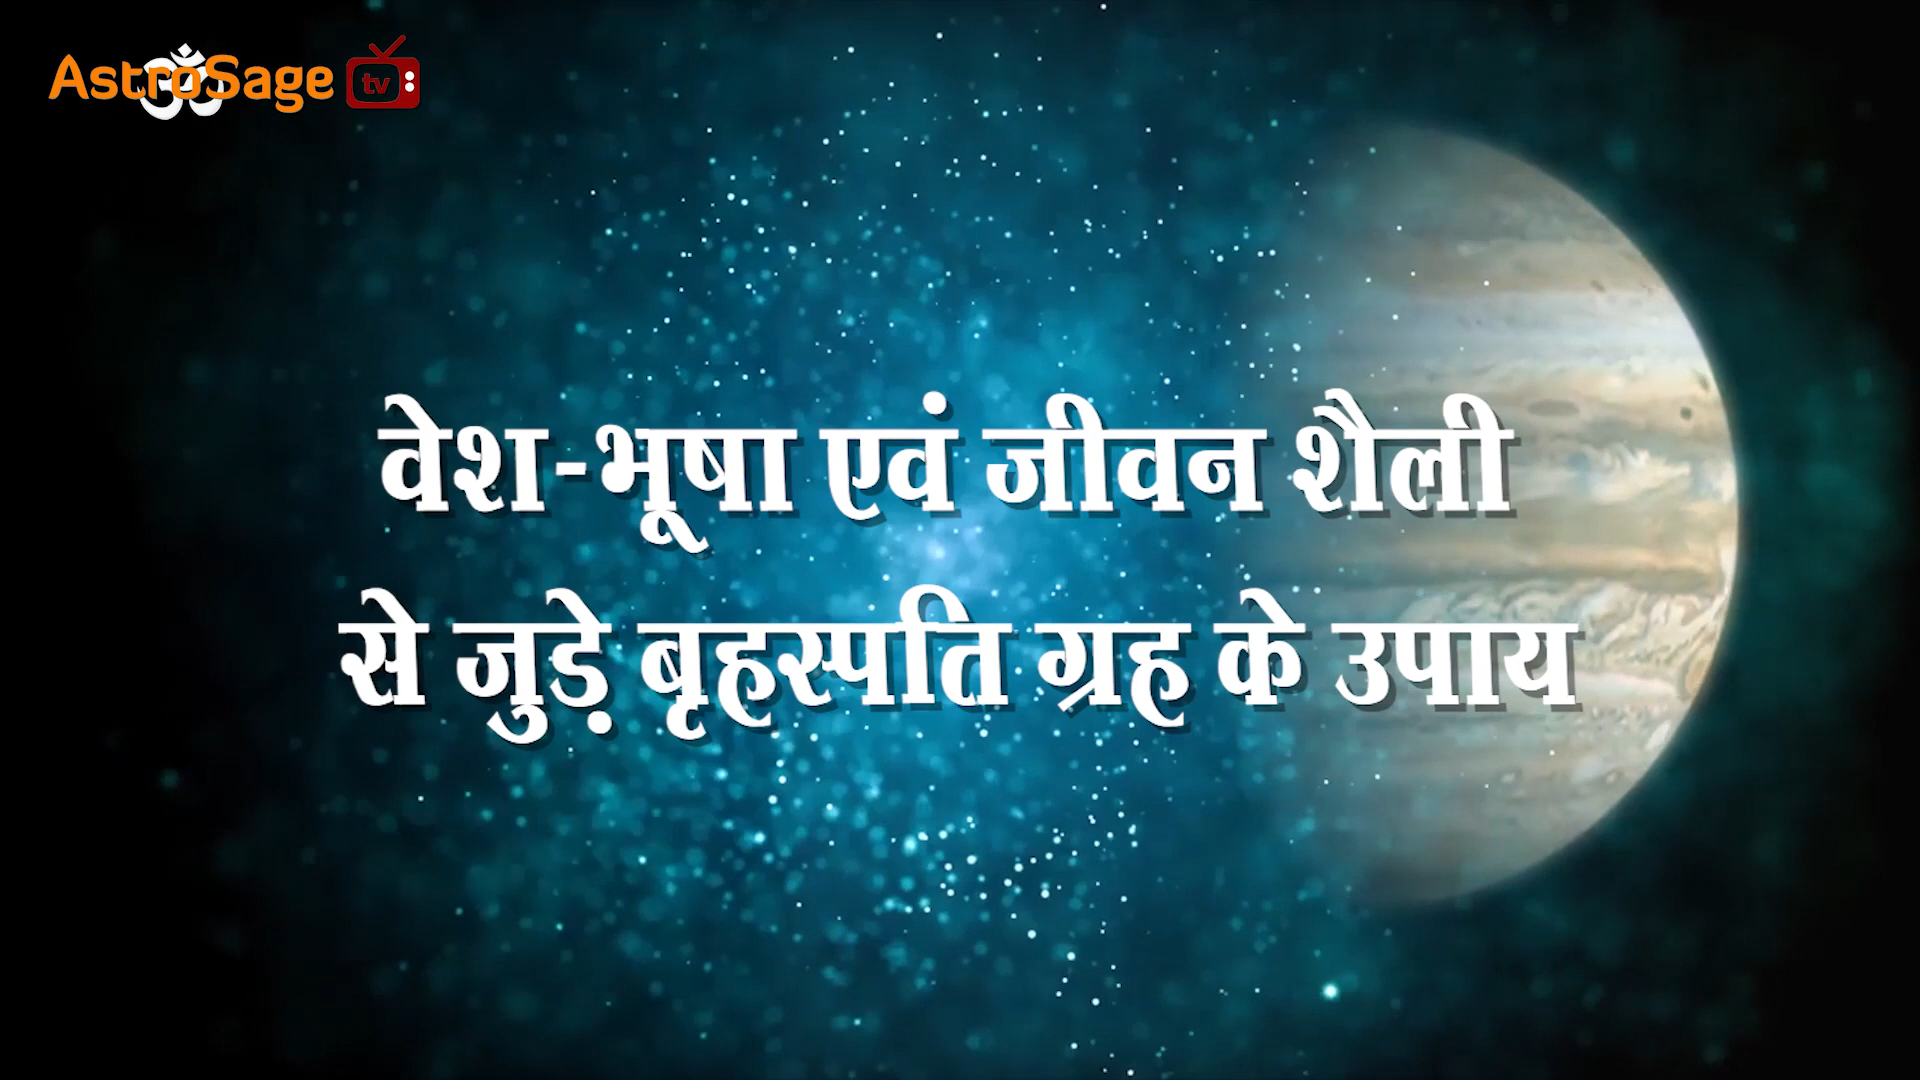 AstroSage tv
ॐ
वेश-भूषा एवं जीवन शैली
से जुड़े बृहस्पति ग्रह के उपाय